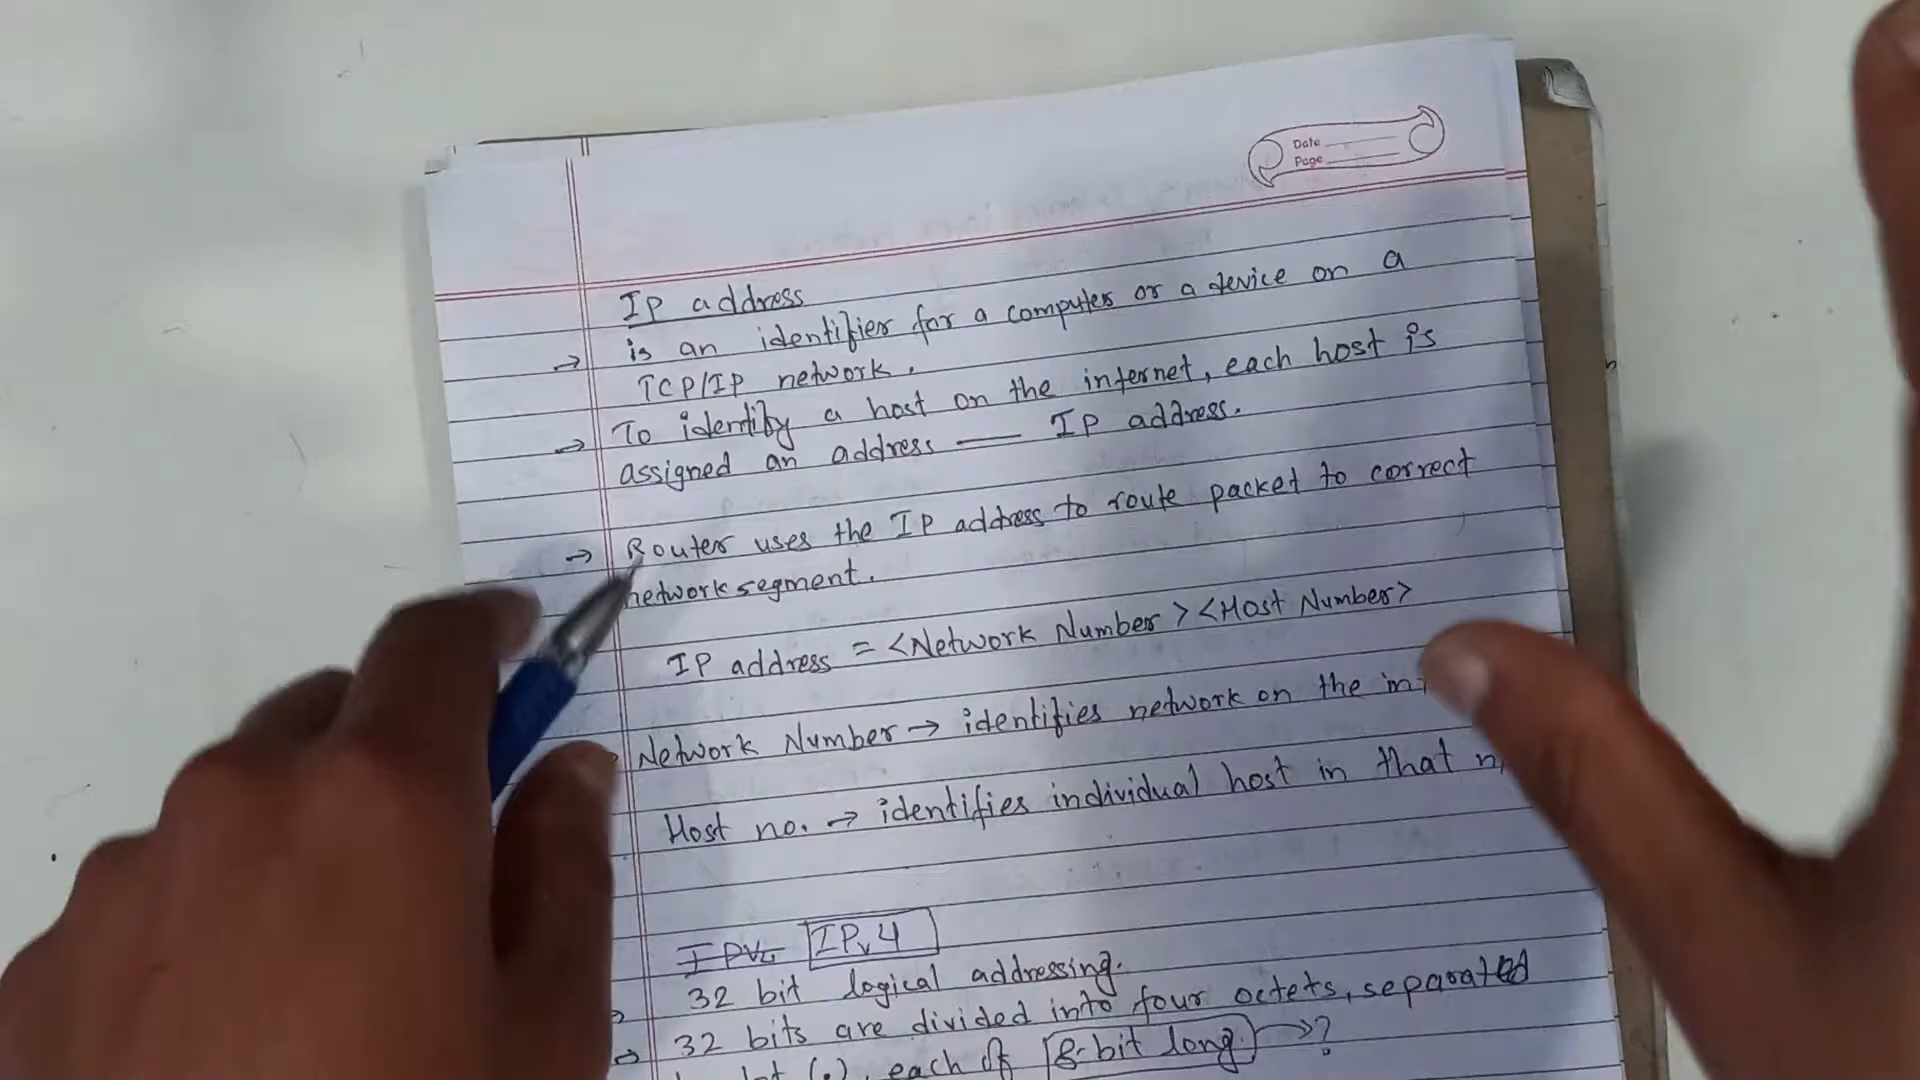 Date
Page
IP address
→ is an identifier for a computer or a device on a
TCP/IP network.
→ To identify a host on the internet, each host is
assigned an address — IP address.
→ Router uses the IP address to route packet to correct
network segment.
IP address = <Network Number> <Host Number>
Network Number → identifies network on the
Host no. → identifies individual host in that
IPv4
32 bit logical addressing.
→ 32 bits are divided into four octets, separated
(.), each of 8-bit long →?